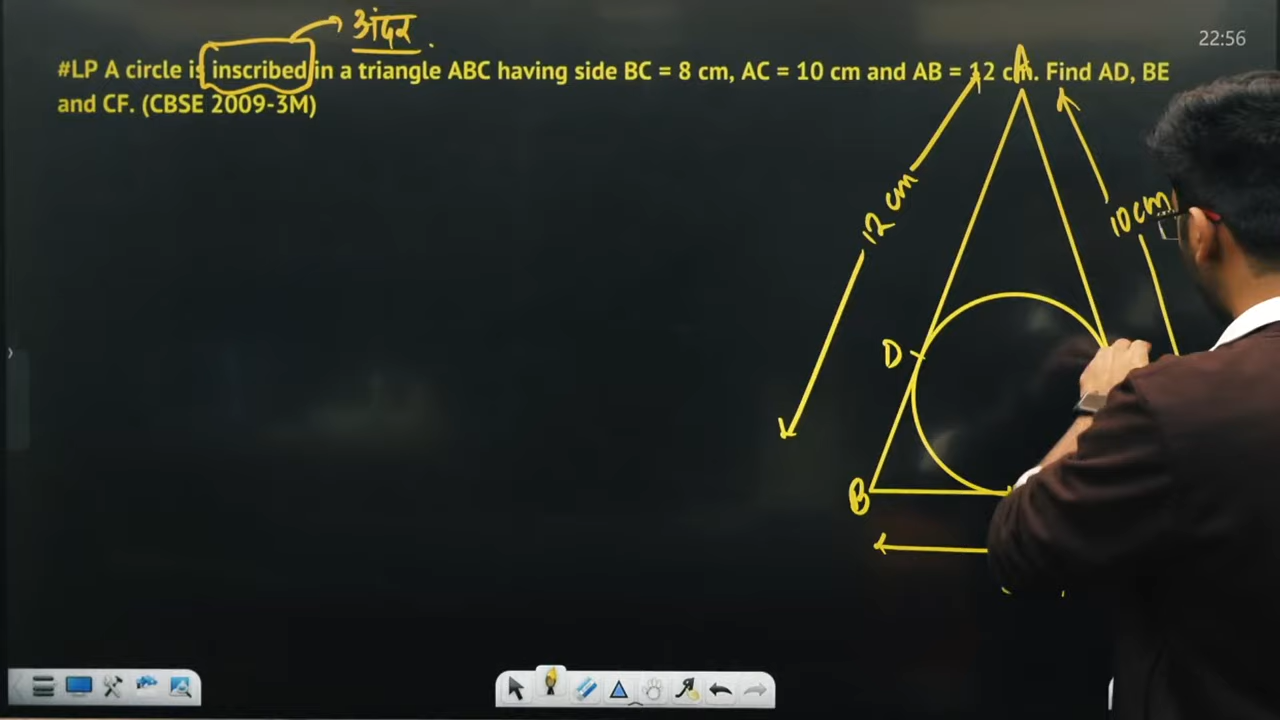 अंदर
22:56
#LP A circle is inscribed in a triangle ABC having side BC = 8 cm, AC = 10 cm and AB = 12 cm. Find AD, BE
and CF. (CBSE 2009-3M)
A
12 cm
10cm
D
B